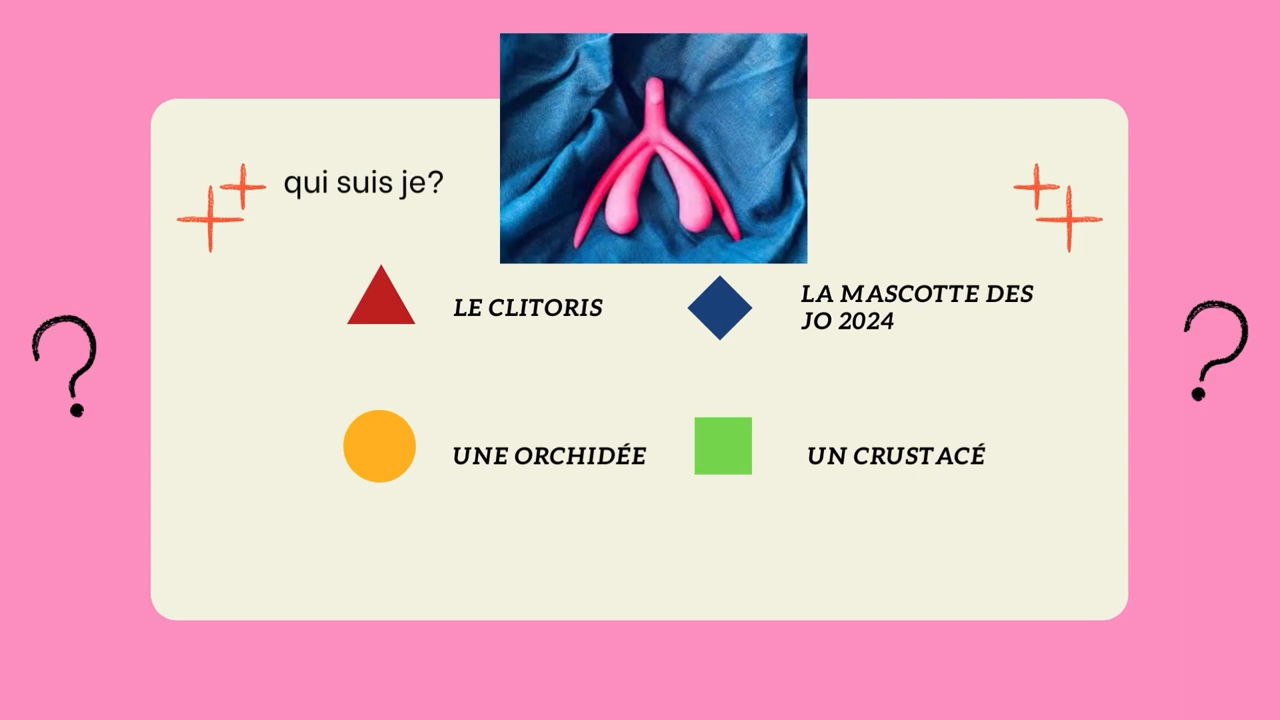 qui suis je?
LE CLITORIS
LA MASCOTTE DES
JO 2024
UNE ORCHIDÉE
UN CRUSTACÉ
?
?